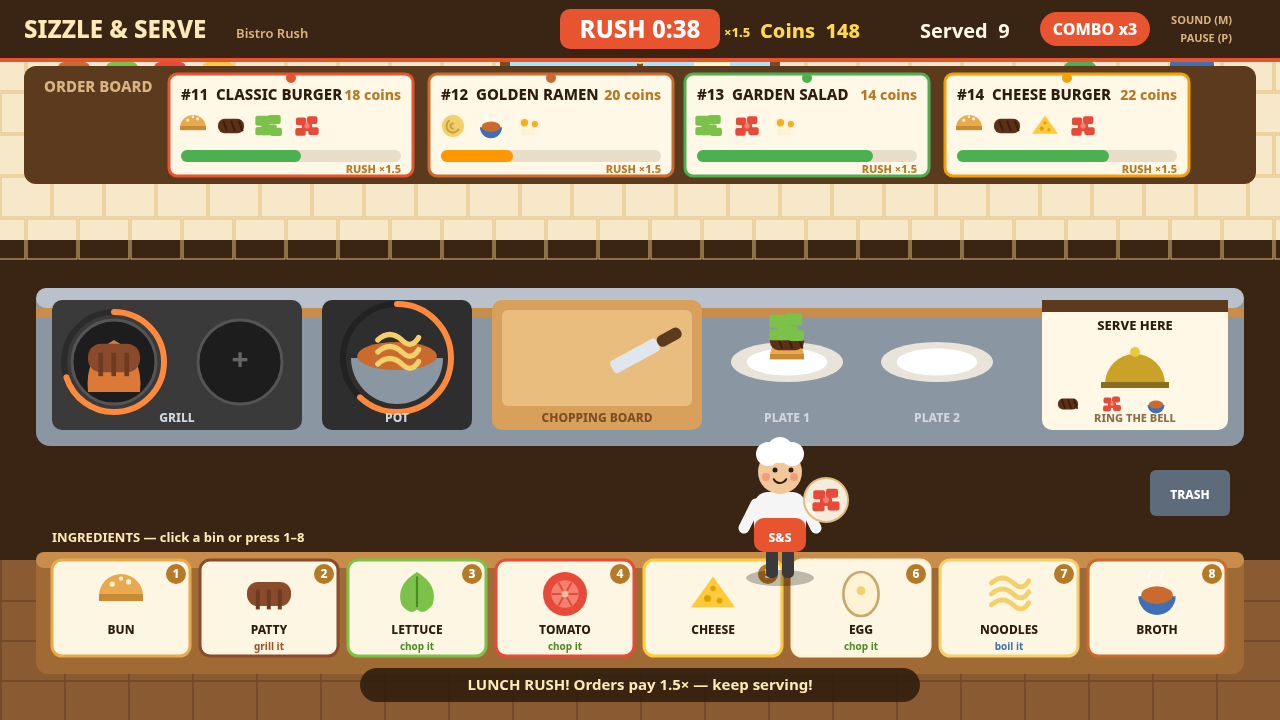 SIZZLE & SERVE
Bistro Rush
RUSH 0:38
×1.5
Coins 148
Served 9
COMBO x3
SOUND (M)
PAUSE (P)
ORDER BOARD
#11 CLASSIC BURGER 18 coins
RUSH ×1.5
#12 GOLDEN RAMEN 20 coins
RUSH ×1.5
#13 GARDEN SALAD 14 coins
RUSH ×1.5
#14 CHEESE BURGER 22 coins
RUSH ×1.5
+
GRILL
POT
CHOPPING BOARD
PLATE 1
PLATE 2
SERVE HERE
RING THE BELL
TRASH
S&S
INGREDIENTS — click a bin or press 1–8
1
BUN
2
PATTY
grill it
3
LETTUCE
chop it
4
TOMATO
chop it
CHEESE
6
EGG
chop it
7
NOODLES
boil it
8
BROTH
LUNCH RUSH! Orders pay 1.5× — keep serving!